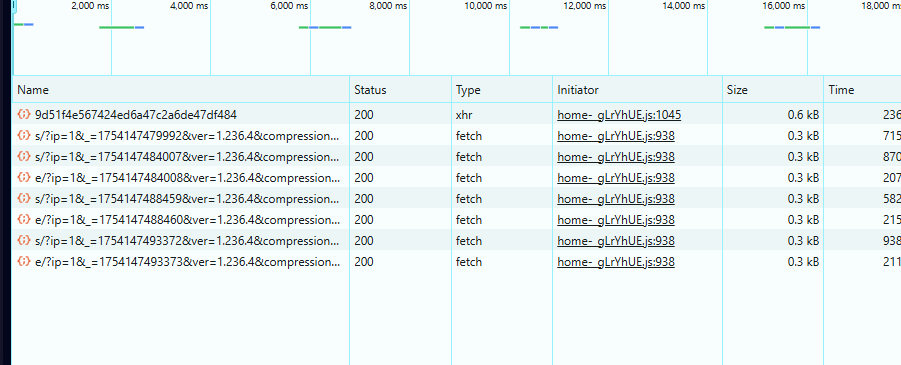 2,000 ms 4,000 ms 6,000 ms 8,000 ms 10,000 ms 12,000 ms 14,000 ms 16,000 ms 18,000
Name Status Type Initiator Size Time
9d51f4e567424ed6a47c2a6de47df484 200 xhr home-_gLrYhUE.js:1045 0.6 kB 236
s/?ip=1&_=1754147479992&ver=1.236.4&compression... 200 fetch home-_gLrYhUE.js:938 0.3 kB 715
s/?ip=1&_=1754147484007&ver=1.236.4&compression... 200 fetch home-_gLrYhUE.js:938 0.3 kB 870
e/?ip=1&_=1754147484008&ver=1.236.4&compression... 200 fetch home-_gLrYhUE.js:938 0.3 kB 207
s/?ip=1&_=1754147488459&ver=1.236.4&compression... 200 fetch home-_gLrYhUE.js:938 0.3 kB 582
e/?ip=1&_=1754147488460&ver=1.236.4&compression... 200 fetch home-_gLrYhUE.js:938 0.3 kB 215
s/?ip=1&_=1754147493372&ver=1.236.4&compression... 200 fetch home-_gLrYhUE.js:938 0.3 kB 938
e/?ip=1&_=1754147493373&ver=1.236.4&compression... 200 fetch home-_gLrYhUE.js:938 0.3 kB 211